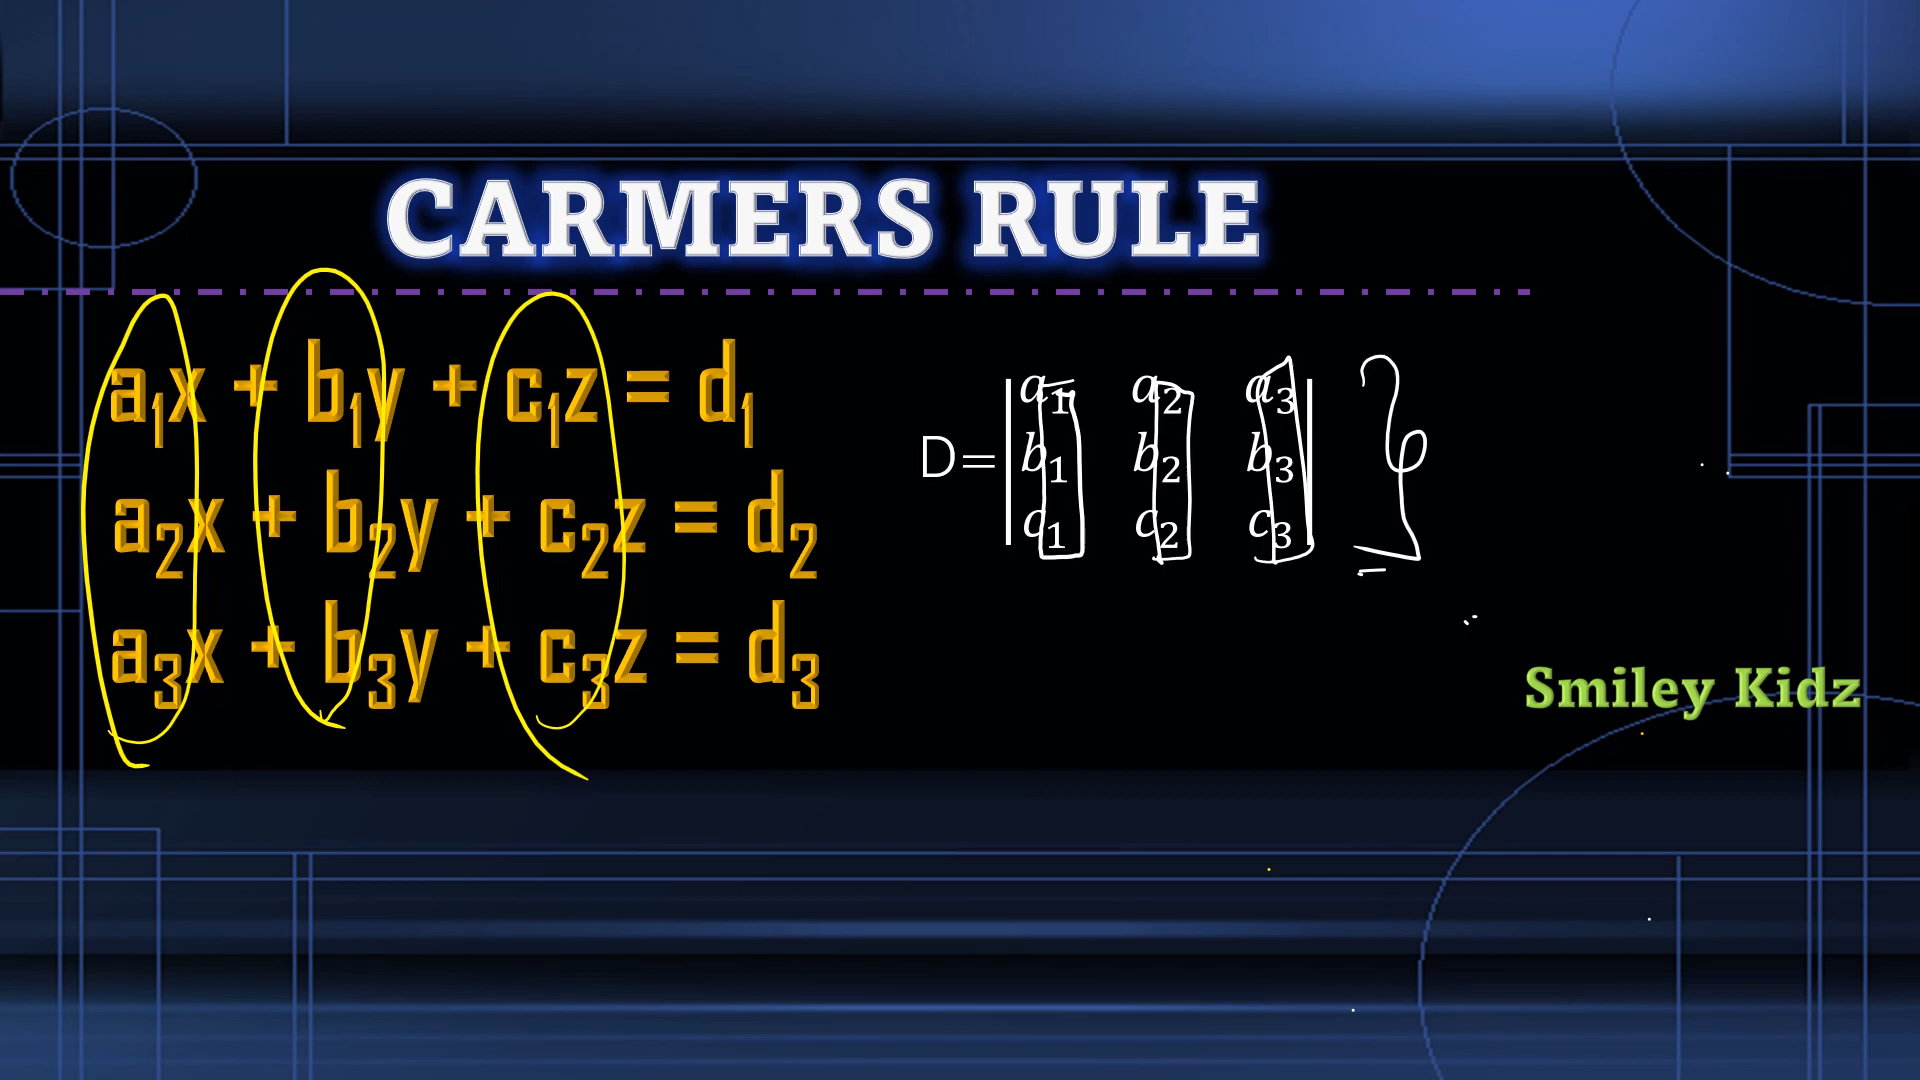 CARMERS RULE
a₁x + b₁y + c₁z = d₁
a₂x + b₂y + c₂z = d₂
a₃x + b₃y + c₃z = d₃
a₁ a₂ a₃
D= b₁ b₂ b₃
c₁ c₂ c₃
Smiley Kidz